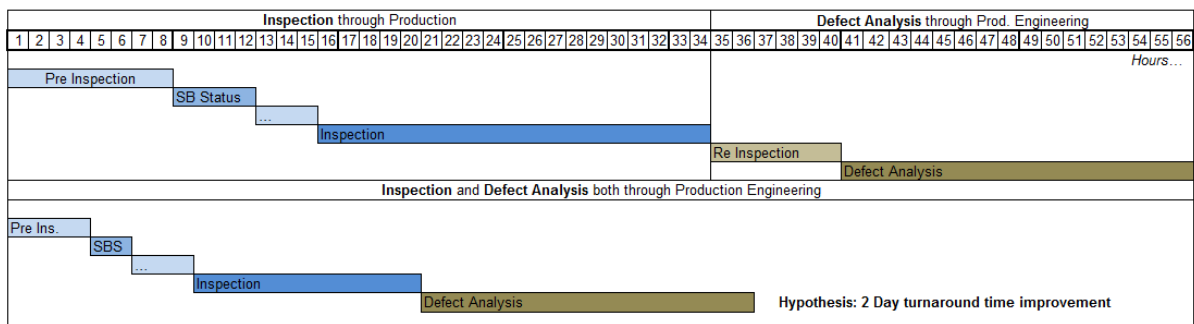 Inspection through Production Defect Analysis through Prod. Engineering
1 2 3 4 5 6 7 8 9 10 11 12 13 14 15 16 17 18 19 20 21 22 23 24 25 26 27 28 29 30 31 32 33 34 35 36 37 38 39 40 41 42 43 44 45 46 47 48 49 50 51 52 53 54 55 56
Hours...
Pre Inspection
SB Status
...
Inspection
Re Inspection
Defect Analysis
Inspection and Defect Analysis both through Production Engineering
Pre Ins.
SBS
...
Inspection
Defect Analysis Hypothesis: 2 Day turnaround time improvement